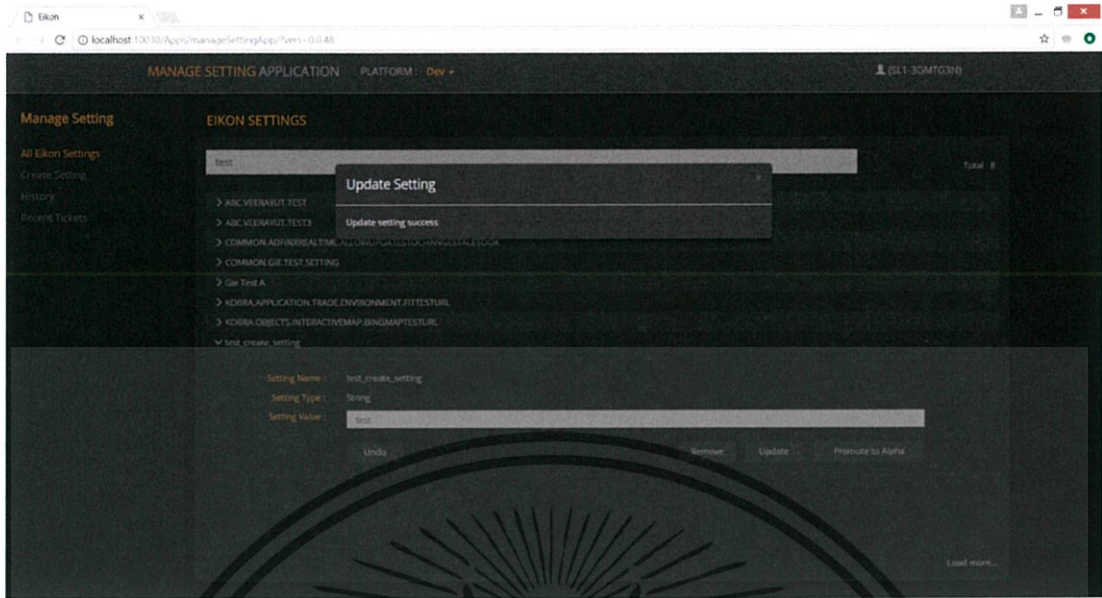 Eikon
localhost:10030/Apps/manageSettingApp/?vers=0.0.48
MANAGE SETTING APPLICATION PLATFORM : Dev
(SL1-3GMTG3N)
Manage Setting
EIKON SETTINGS
All Eikon Settings
test
Total 8
Create Setting
Update Setting
History
> ABC.VEERAYUT.TEST
Recent Tickets
> ABC.VEERAYUT.TEST3
Update setting success
> COMMON.GIE.TEST.SETTING
> Gie Test A
> KOBRA.APPLICATION.TRADE.ENVIRONMENT.FITTESTURL
> KOBRA.OBJECTS.INTERACTIVEMAP.BINGMAPTESTURL
test_create_setting
Setting Name : test_create_setting
Setting Type : String
Setting Value : test
Undo Remove Update Promote to Alpha
Load more...